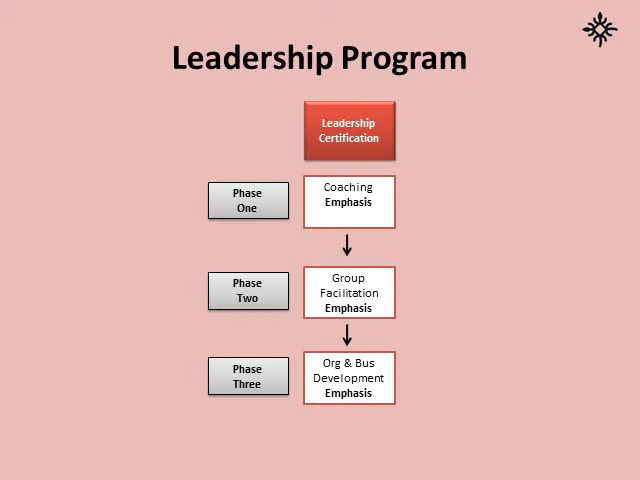 Leadership Program
Leadership
Certification
Phase
One
Coaching
Emphasis
Phase
Two
Group
Facilitation
Emphasis
Phase
Three
Org & Bus
Development
Emphasis